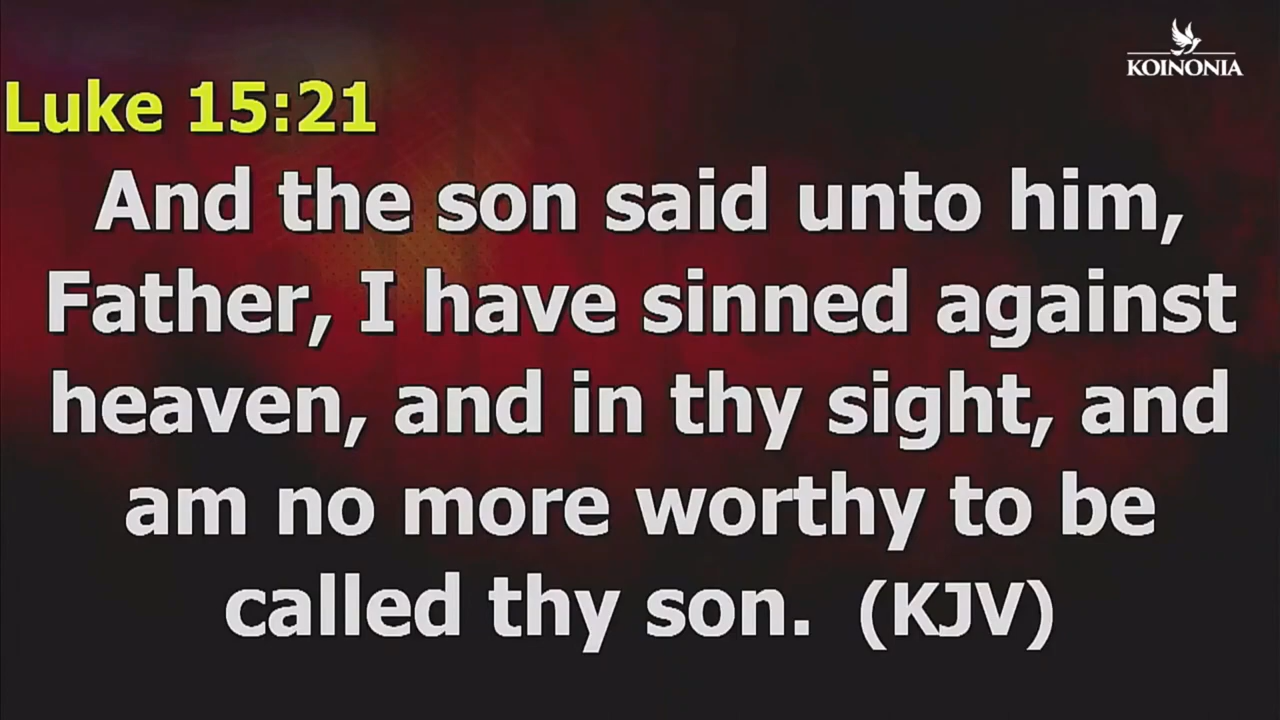 KOINONIA
Luke 15:21
And the son said unto him,
Father, I have sinned against
heaven, and in thy sight, and
am no more worthy to be
called thy son. (KJV)